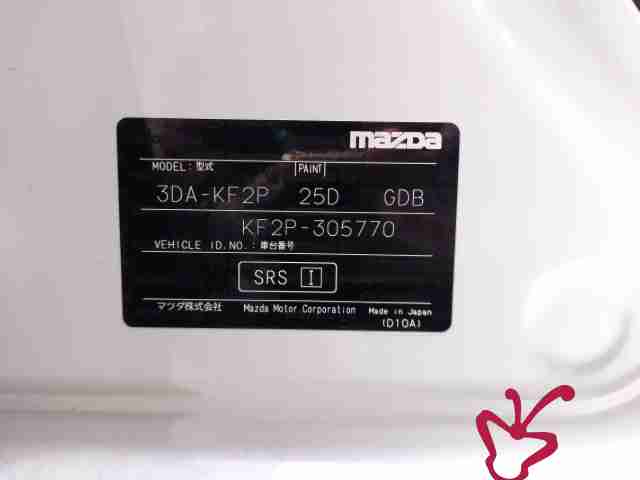 mazDa
MODEL: 型式 PAINT
3DA-KF2P 25D GDB
KF2P-305770
VEHICLE ID.NO.: 車台番号
SRS I
マツダ株式会社 Mazda Motor Corporation Made in Japan
(D10A)